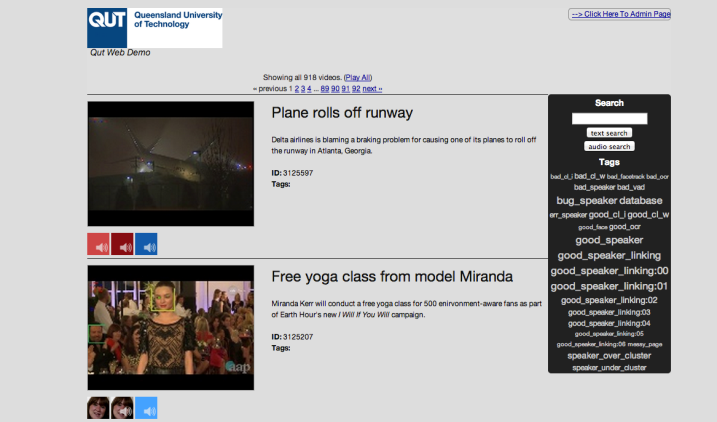 QUT Queensland University of Technology
Qut Web Demo
--> Click Here To Admin Page
Showing all 918 videos. (Play All)
« previous 1 2 3 4 ... 89 90 91 92 next »
Plane rolls off runway
Delta airlines is blaming a braking problem for causing one of its planes to roll off
the runway in Atlanta, Georgia.
ID: 3125597
Tags:
Free yoga class from model Miranda
Miranda Kerr will conduct a free yoga class for 500 enirvonment-aware fans as part
of Earth Hour's new I Will If You Will campaign.
ID: 3125207
Tags:
aap
Search
text search
audio search
Tags
bad_cl_i bad_cl_w bad_facetrack bad_ocr
bad_speaker bad_vad
bug_speaker database
err_speaker good_cl_i good_cl_w
good_face good_ocr
good_speaker
good_speaker_linking
good_speaker_linking:00
good_speaker_linking:01
good_speaker_linking:02
good_speaker_linking:03
good_speaker_linking:04
good_speaker_linking:05
good_speaker_linking:08 messy_page
speaker_over_cluster
speaker_under_cluster